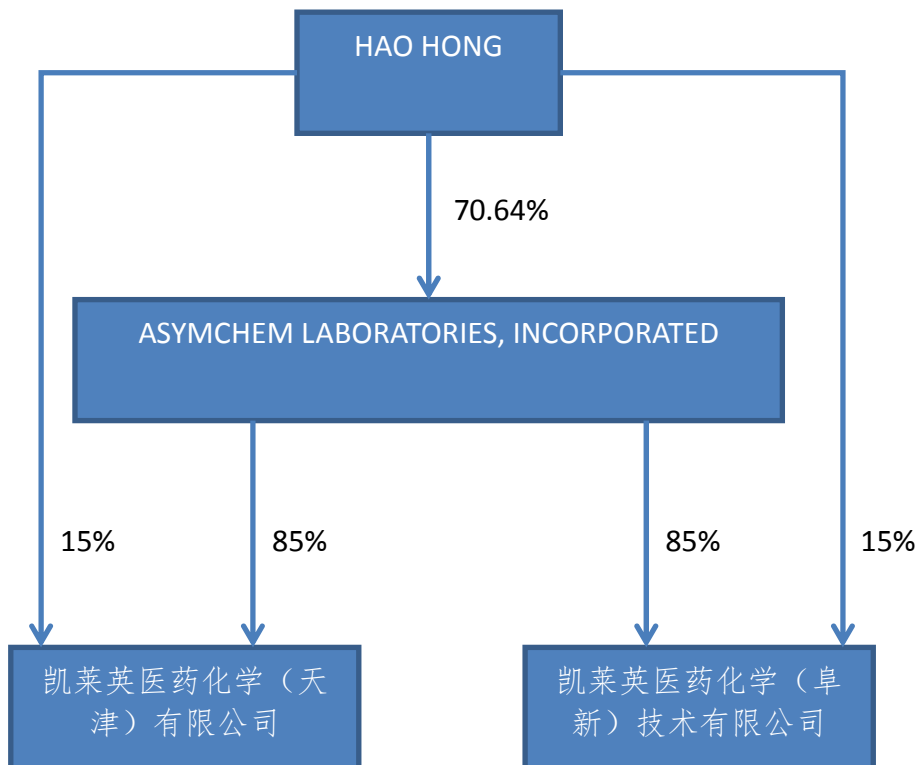 HAO HONG
70.64%
ASYMCHEM LABORATORIES, INCORPORATED
15%
85%
85%
15%
凯莱英医药化学（天
津）有限公司
凯莱英医药化学（阜
新）技术有限公司